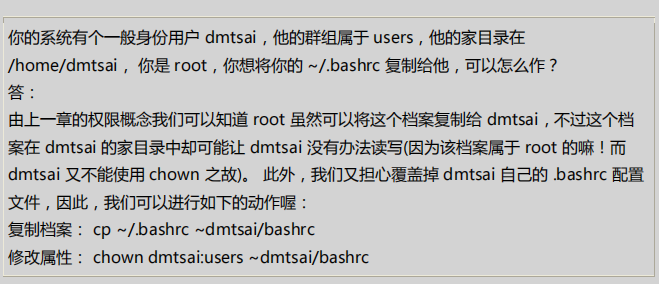 你的系统有个一般身份用户 dmtsai，他的群组属于 users，他的家目录在
/home/dmtsai， 你是 root，你想将你的 ~/.bashrc 复制给他，可以怎么作？
答：
由上一章的权限概念我们可以知道 root 虽然可以将这个档案复制给 dmtsai，不过这个档
案在 dmtsai 的家目录中却可能让 dmtsai 没有办法读写(因为该档案属于 root 的嘛！而
dmtsai 又不能使用 chown 之故)。 此外，我们又担心覆盖掉 dmtsai 自己的 .bashrc 配置
文件，因此，我们可以进行如下的动作喔：
复制档案： cp ~/.bashrc ~dmtsai/bashrc
修改属性： chown dmtsai:users ~dmtsai/bashrc